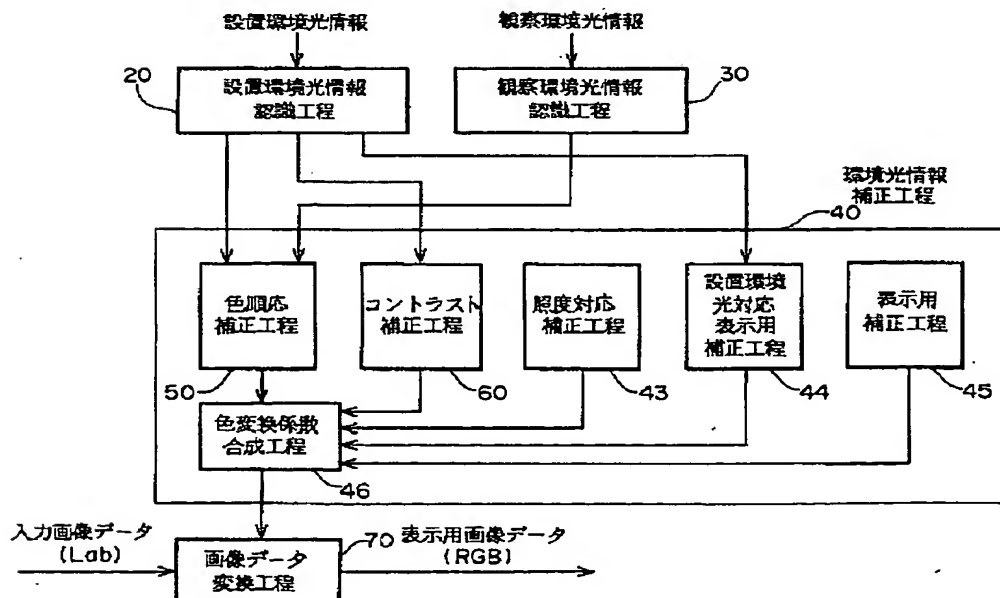 設置環境光情報
観察環境光情報
20
設置環境光情報
認識工程
観察環境光情報
認識工程
30
環境光情報
補正工程
40
色順応
補正工程
コントラスト
補正工程
照度対応
補正工程
設置環境
光対応
表示用
補正工程
表示用
補正工程
50
60
43
44
45
色変換係数
合成工程
46
入力画像データ
(Lab)
画像データ
変換工程
70
表示用画像データ
(RGB)